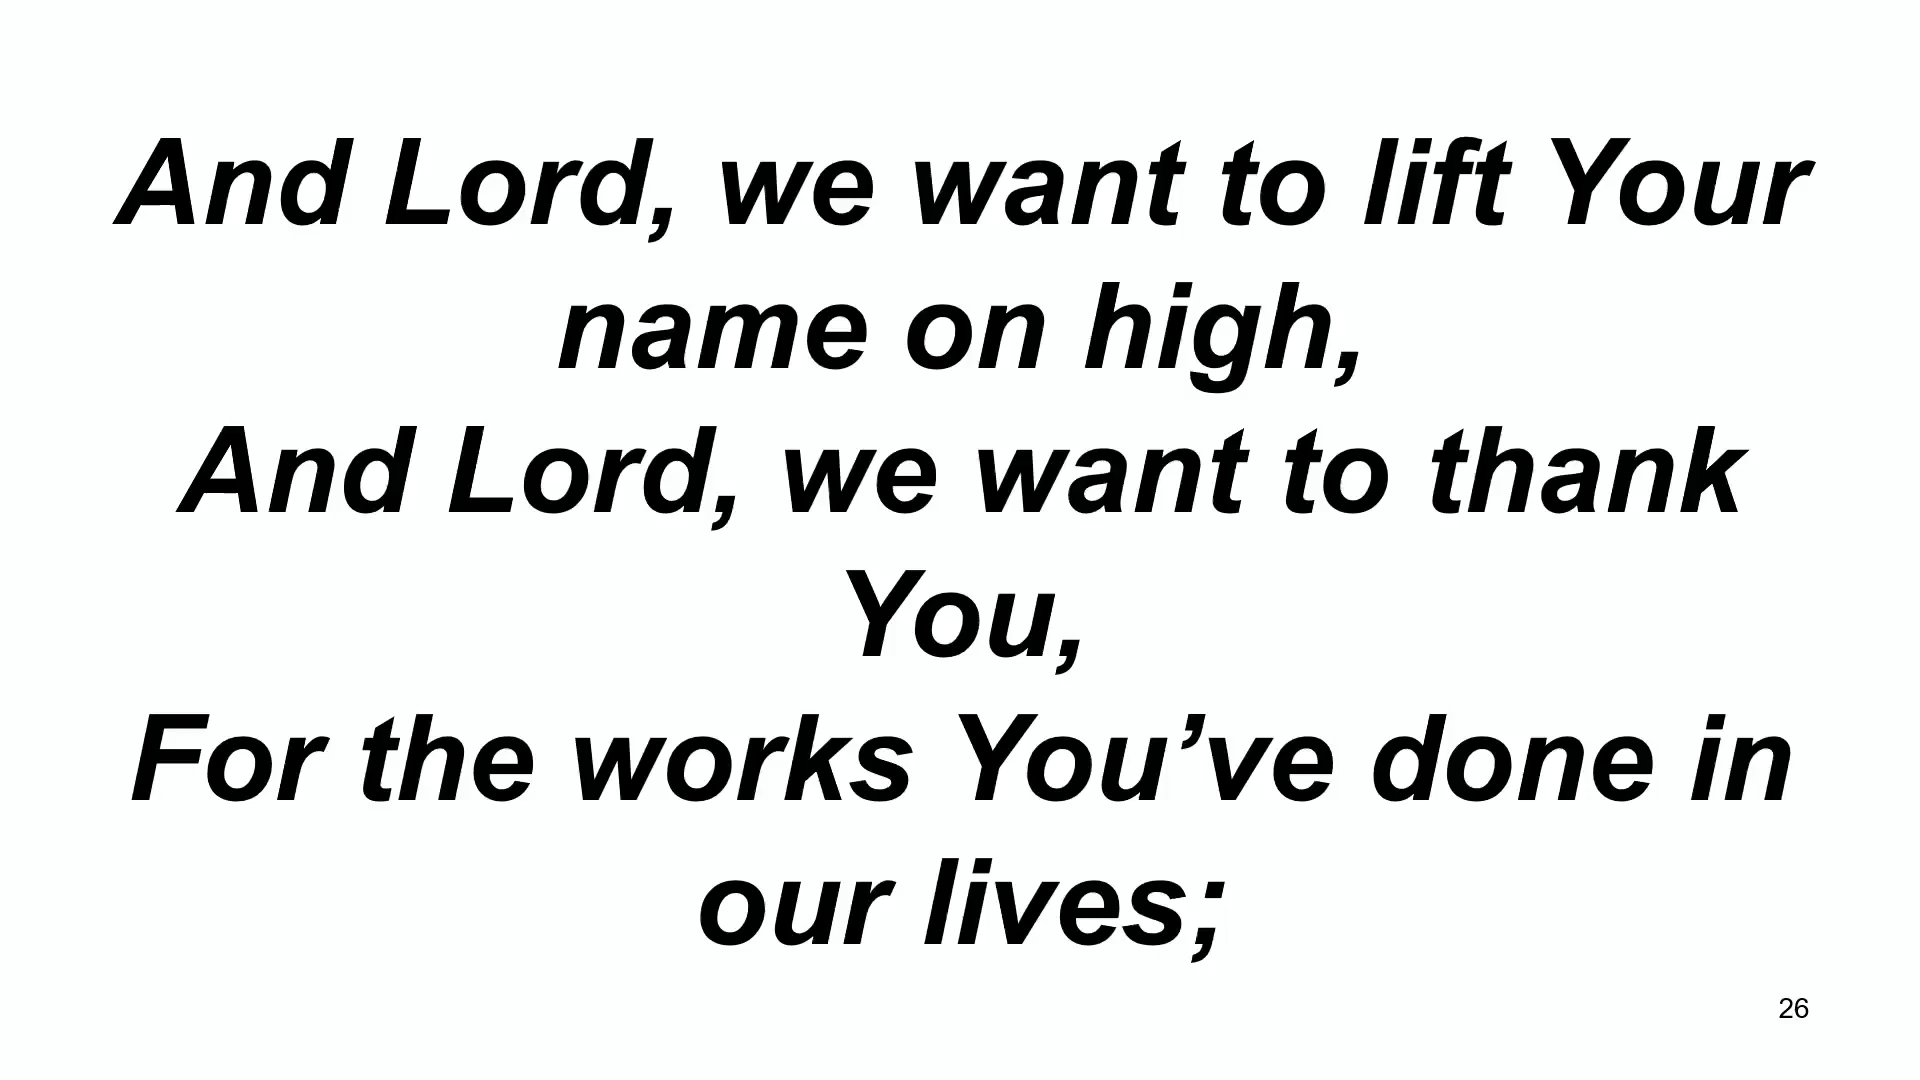 And Lord, we want to lift Your
name on high,
And Lord, we want to thank
You,
For the works You’ve done in
our lives;
26